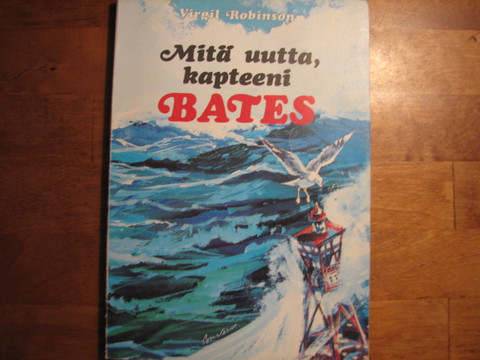 Virgil Robinson
Mitä uutta,
kapteeni
BATES